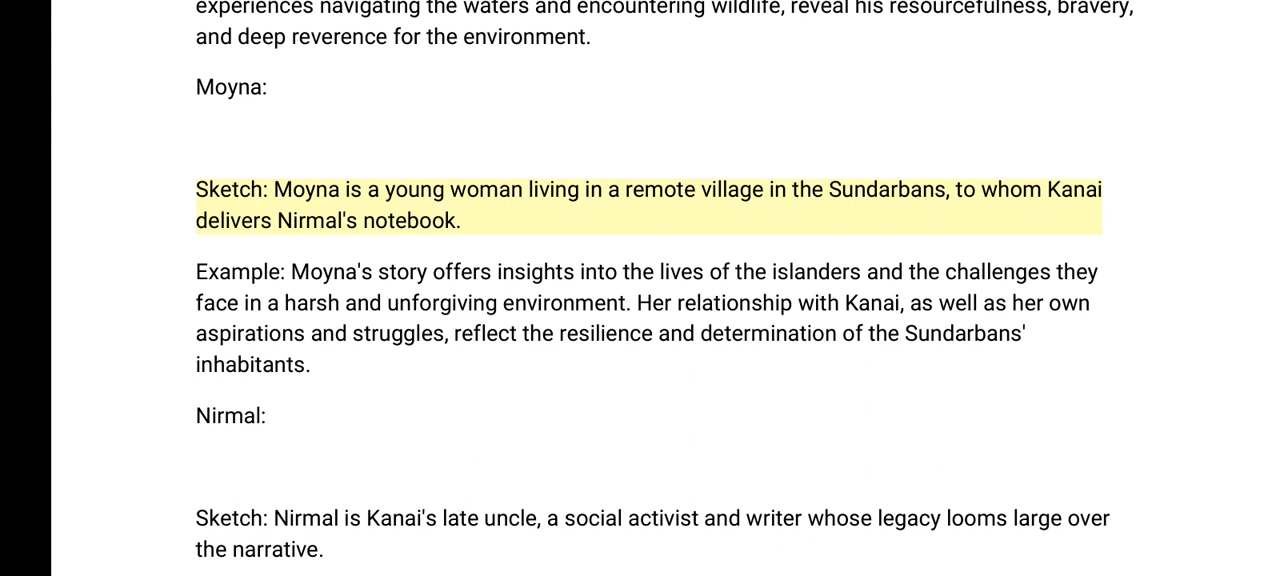 experiences navigating the waters and encountering wildlife, reveal his resourcefulness, bravery,
and deep reverence for the environment.
Moyna:
Sketch: Moyna is a young woman living in a remote village in the Sundarbans, to whom Kanai
delivers Nirmal's notebook.
Example: Moyna's story offers insights into the lives of the islanders and the challenges they
face in a harsh and unforgiving environment. Her relationship with Kanai, as well as her own
aspirations and struggles, reflect the resilience and determination of the Sundarbans'
inhabitants.
Nirmal:
Sketch: Nirmal is Kanai's late uncle, a social activist and writer whose legacy looms large over
the narrative.